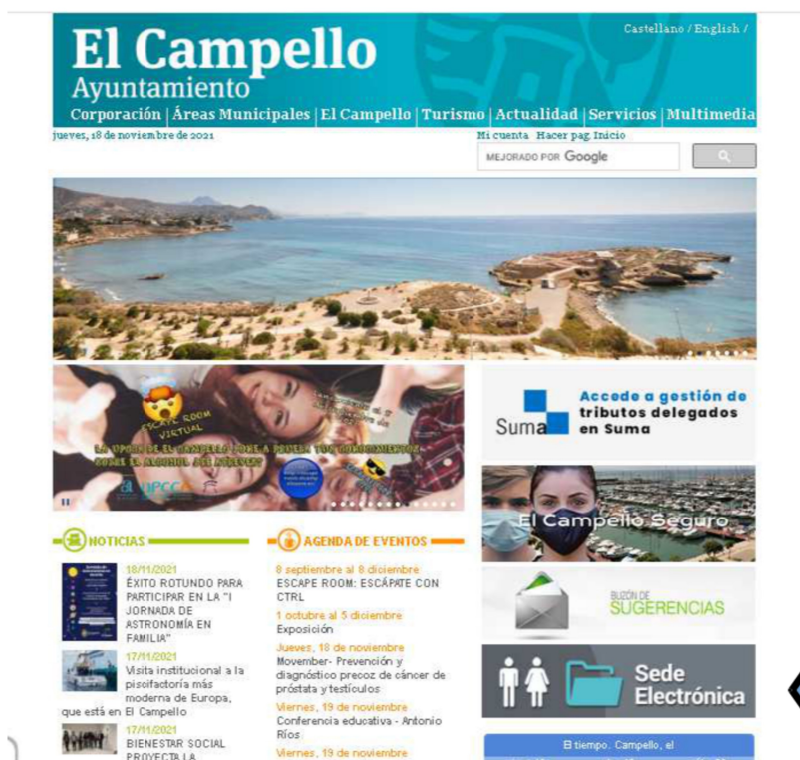 Castellano / English /
El Campello
Ayuntamiento
Corporación | Áreas Municipales | El Campello | Turismo | Actualidad | Servicios | Multimedia
jueves, 18 de noviembre de 2021
Mi cuenta Hacer pag. Inicio
MEJORADO POR Google
ESCAPE ROOM
VIRTUAL
LA UPCCA DE EL CAMPELLO PONE A PRUEBA TUS CONOCIMIENTOS
SOBRE EL ALCOHOL ¿SE ATREVEN?
UPCCA
Suma
Accede a gestión de
tributos delegados
en Suma
El Campello Seguro
NOTICIAS
18/11/2021
ÉXITO ROTUNDO PARA
PARTICIPAR EN LA "I
JORNADA DE
ASTRONOMÍA EN
FAMILIA"
17/11/2021
Visita institucional a la
piscifactoría más
moderna de Europa,
que está en El Campello
17/11/2021
BIENESTAR SOCIAL
PROYECTA LA
AGENDA DE EVENTOS
8 septiembre al 8 diciembre
ESCAPE ROOM: ESCÁPATE CON
CTRL
1 octubre al 5 diciembre
Exposición
Jueves, 18 de noviembre
Movember- Prevención y
diagnóstico precoz de cáncer de
próstata y testículos
Viernes, 19 de noviembre
Conferencia educativa - Antonio
Ríos
Viernes, 19 de noviembre
BUZÓN DE
SUGERENCIAS
Sede
Electrónica
El tiempo. Campello, el